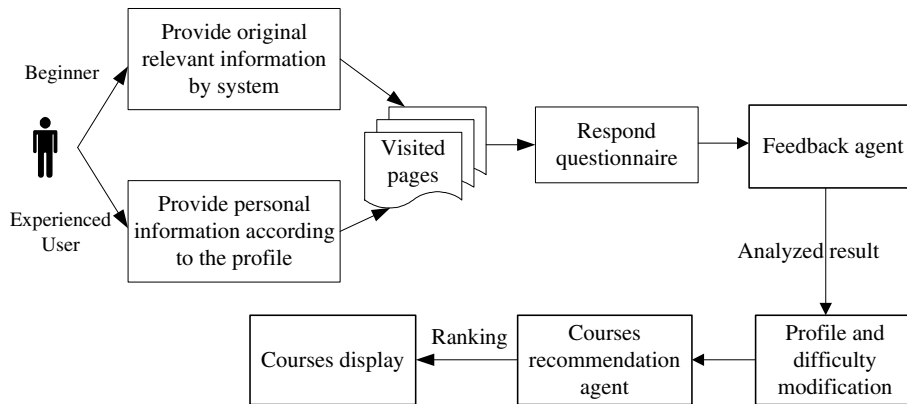 Beginner
Provide original
relevant information
by system
Experienced
User
Provide personal
information according
to the profile
Visited
pages
Respond
questionnaire
Feedback agent
Analyzed result
Profile and
difficulty
modification
Courses
recommendation
agent
Ranking
Courses display